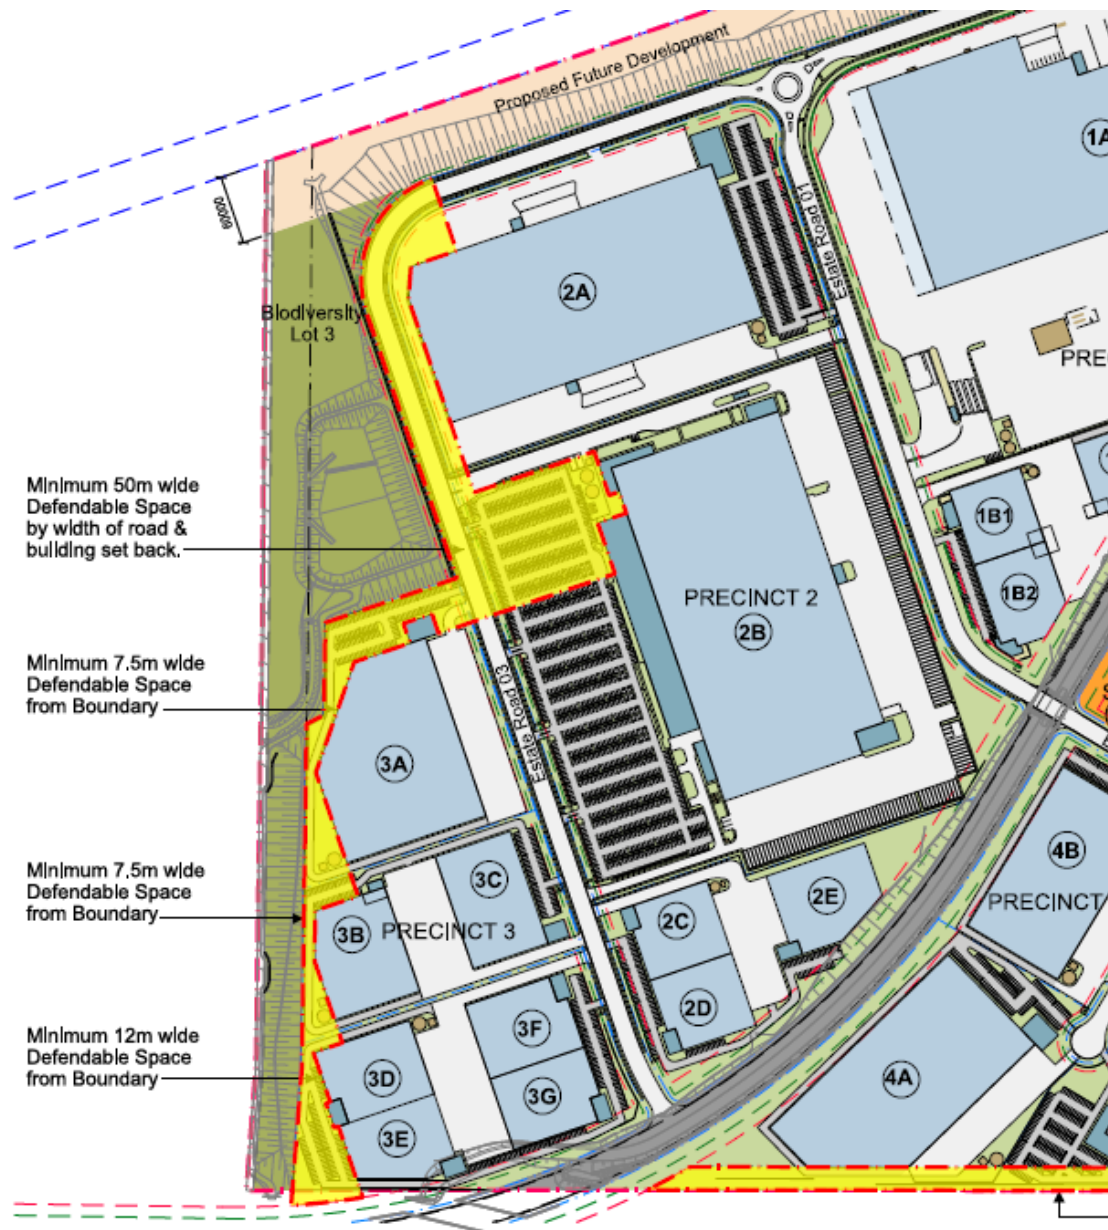 Proposed Future Development
60000
1A
Estate Road 01
2A
Biodiversity
Lot 3
PRE
Minimum 50m wide
Defendable Space
by width of road &
building set back.
1B1
1B2
PRECINCT 2
2B
Minimum 7.5m wide
Defendable Space
from Boundary
Estate Road 03
3A
4B
Minimum 7.5m wide
Defendable Space
from Boundary
3C
2E
PRECINCT
2C
3B
PRECINCT 3
2D
3F
Minimum 12m wide
Defendable Space
from Boundary
3D
3G
4A
3E